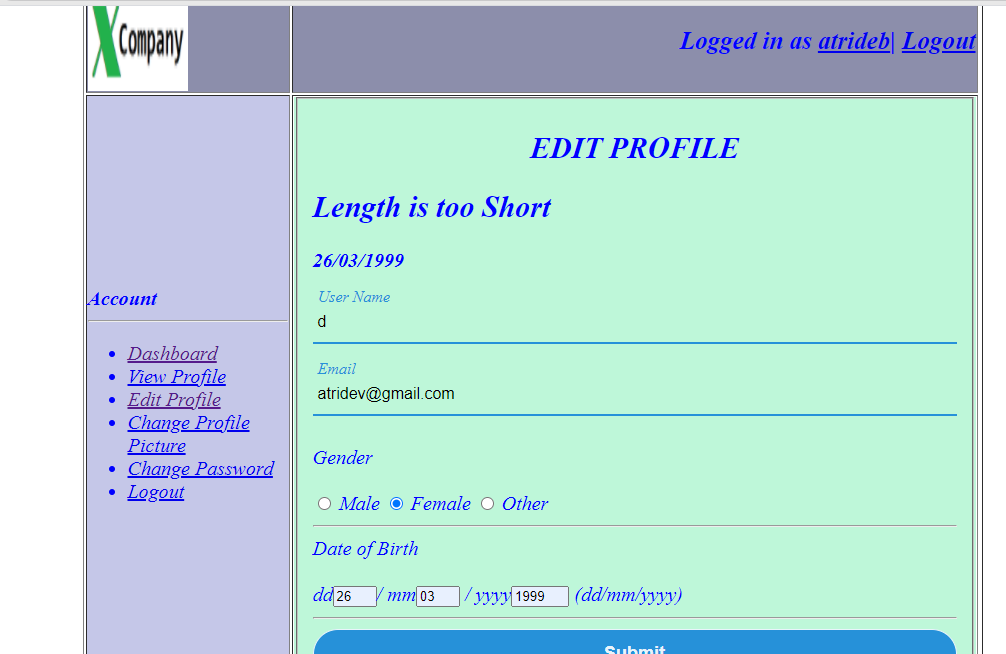 X Company
Logged in as atrideb| Logout
Account
Dashboard
View Profile
Edit Profile
Change Profile
Picture
Change Password
Logout
EDIT PROFILE
Length is too Short
26/03/1999
User Name
d
Email
atridev@gmail.com
Gender
Male Female Other
Date of Birth
dd 26 / mm 03 / yyyy 1999 (dd/mm/yyyy)
Submit